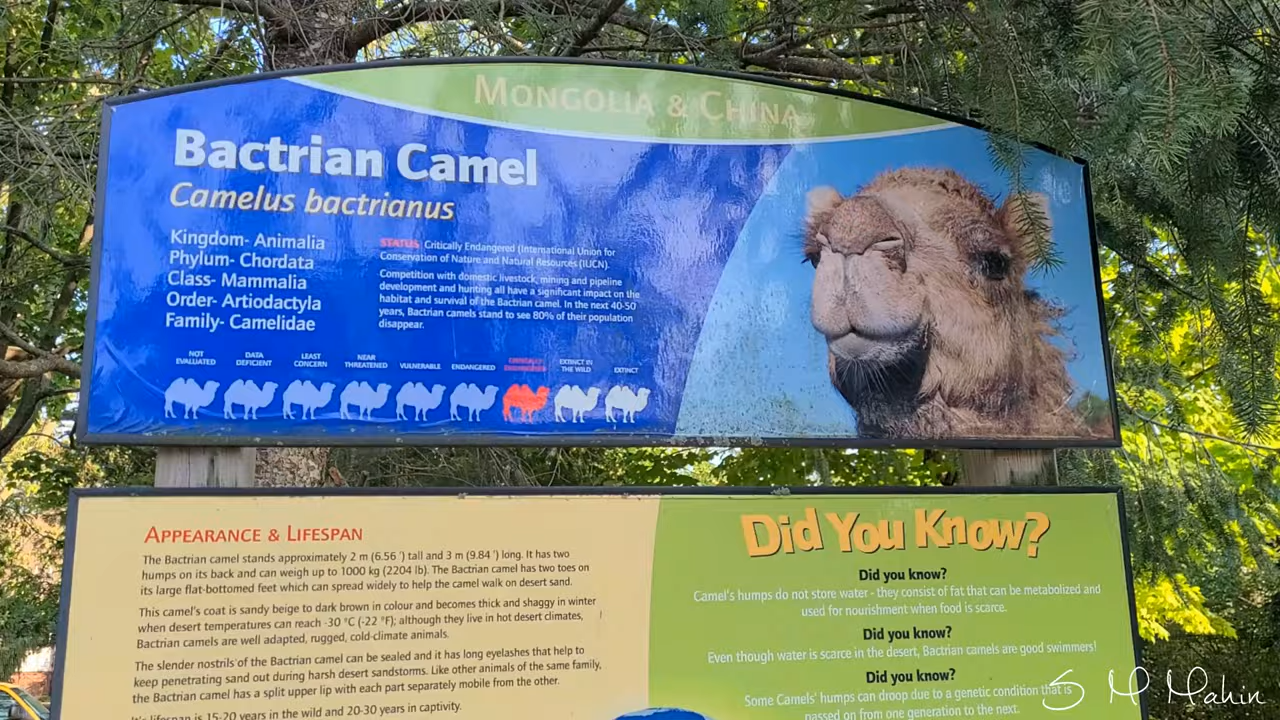 MONGOLIA & CHINA
Bactrian Camel
Camelus bactrianus
Kingdom- Animalia
Phylum- Chordata
Class- Mammalia
Order- Artiodactyla
Family- Camelidae
STATUS Critically Endangered (International Union for
Conservation of Nature and Natural Resources (IUCN).
Competition with domestic livestock, mining and pipeline
development and hunting all have a significant impact on the
habitat and survival of the Bactrian camel. In the next 40-50
years, Bactrian camels stand to see 80% of their population
disappear.
NOT EVALUATED
DATA DEFICIENT
LEAST CONCERN
NEAR THREATENED
VULNERABLE
ENDANGERED
CRITICALLY ENDANGERED
EXTINCT IN THE WILD
EXTINCT
APPEARANCE & LIFESPAN
The Bactrian camel stands approximately 2 m (6.56 ') tall and 3 m (9.84 ') long. It has two
humps on its back and can weigh up to 1000 kg (2204 lb). The Bactrian camel has two toes on
its large flat-bottomed feet which can spread widely to help the camel walk on desert sand.
This camel's coat is sandy beige to dark brown in colour and becomes thick and shaggy in winter
when desert temperatures can reach -30 °C (-22 °F); although they live in hot desert climates,
Bactrian camels are well adapted, rugged, cold-climate animals.
The slender nostrils of the Bactrian camel can be sealed and it has long eyelashes that help to
keep penetrating sand out during harsh desert sandstorms. Like other animals of the same family,
the Bactrian camel has a split upper lip with each part separately mobile from the other.
It's lifespan is 15-20 years in the wild and 20-30 years in captivity.
Did You Know?
Did you know?
Camel's humps do not store water - they consist of fat that can be metabolized and
used for nourishment when food is scarce.
Did you know?
Even though water is scarce in the desert, Bactrian camels are good swimmers!
Did you know?
Some Camels' humps can droop due to a genetic condition that is
passed on from one generation to the next.
S M Mahin